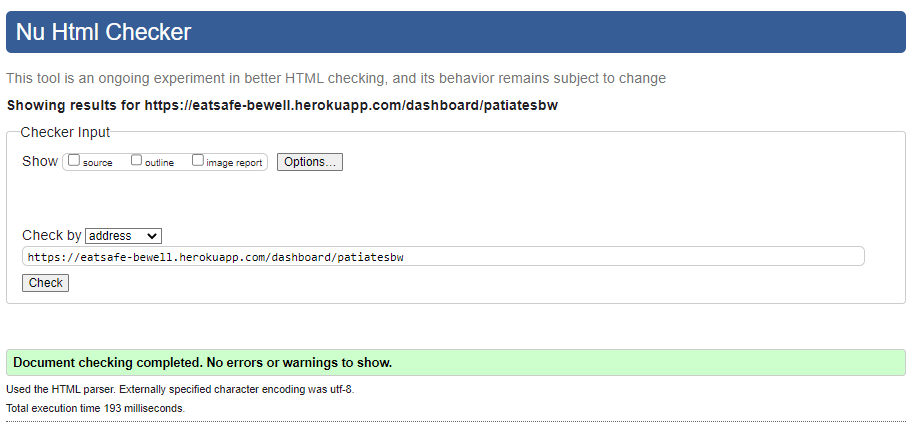 Nu Html Checker
This tool is an ongoing experiment in better HTML checking, and its behavior remains subject to change
Showing results for https://eatsafe-bewell.herokuapp.com/dashboard/patiatesbw
Checker Input
Show source outline image report Options...
Check by address
https://eatsafe-bewell.herokuapp.com/dashboard/patiatesbw
Check
Document checking completed. No errors or warnings to show.
Used the HTML parser. Externally specified character encoding was utf-8.
Total execution time 193 milliseconds.